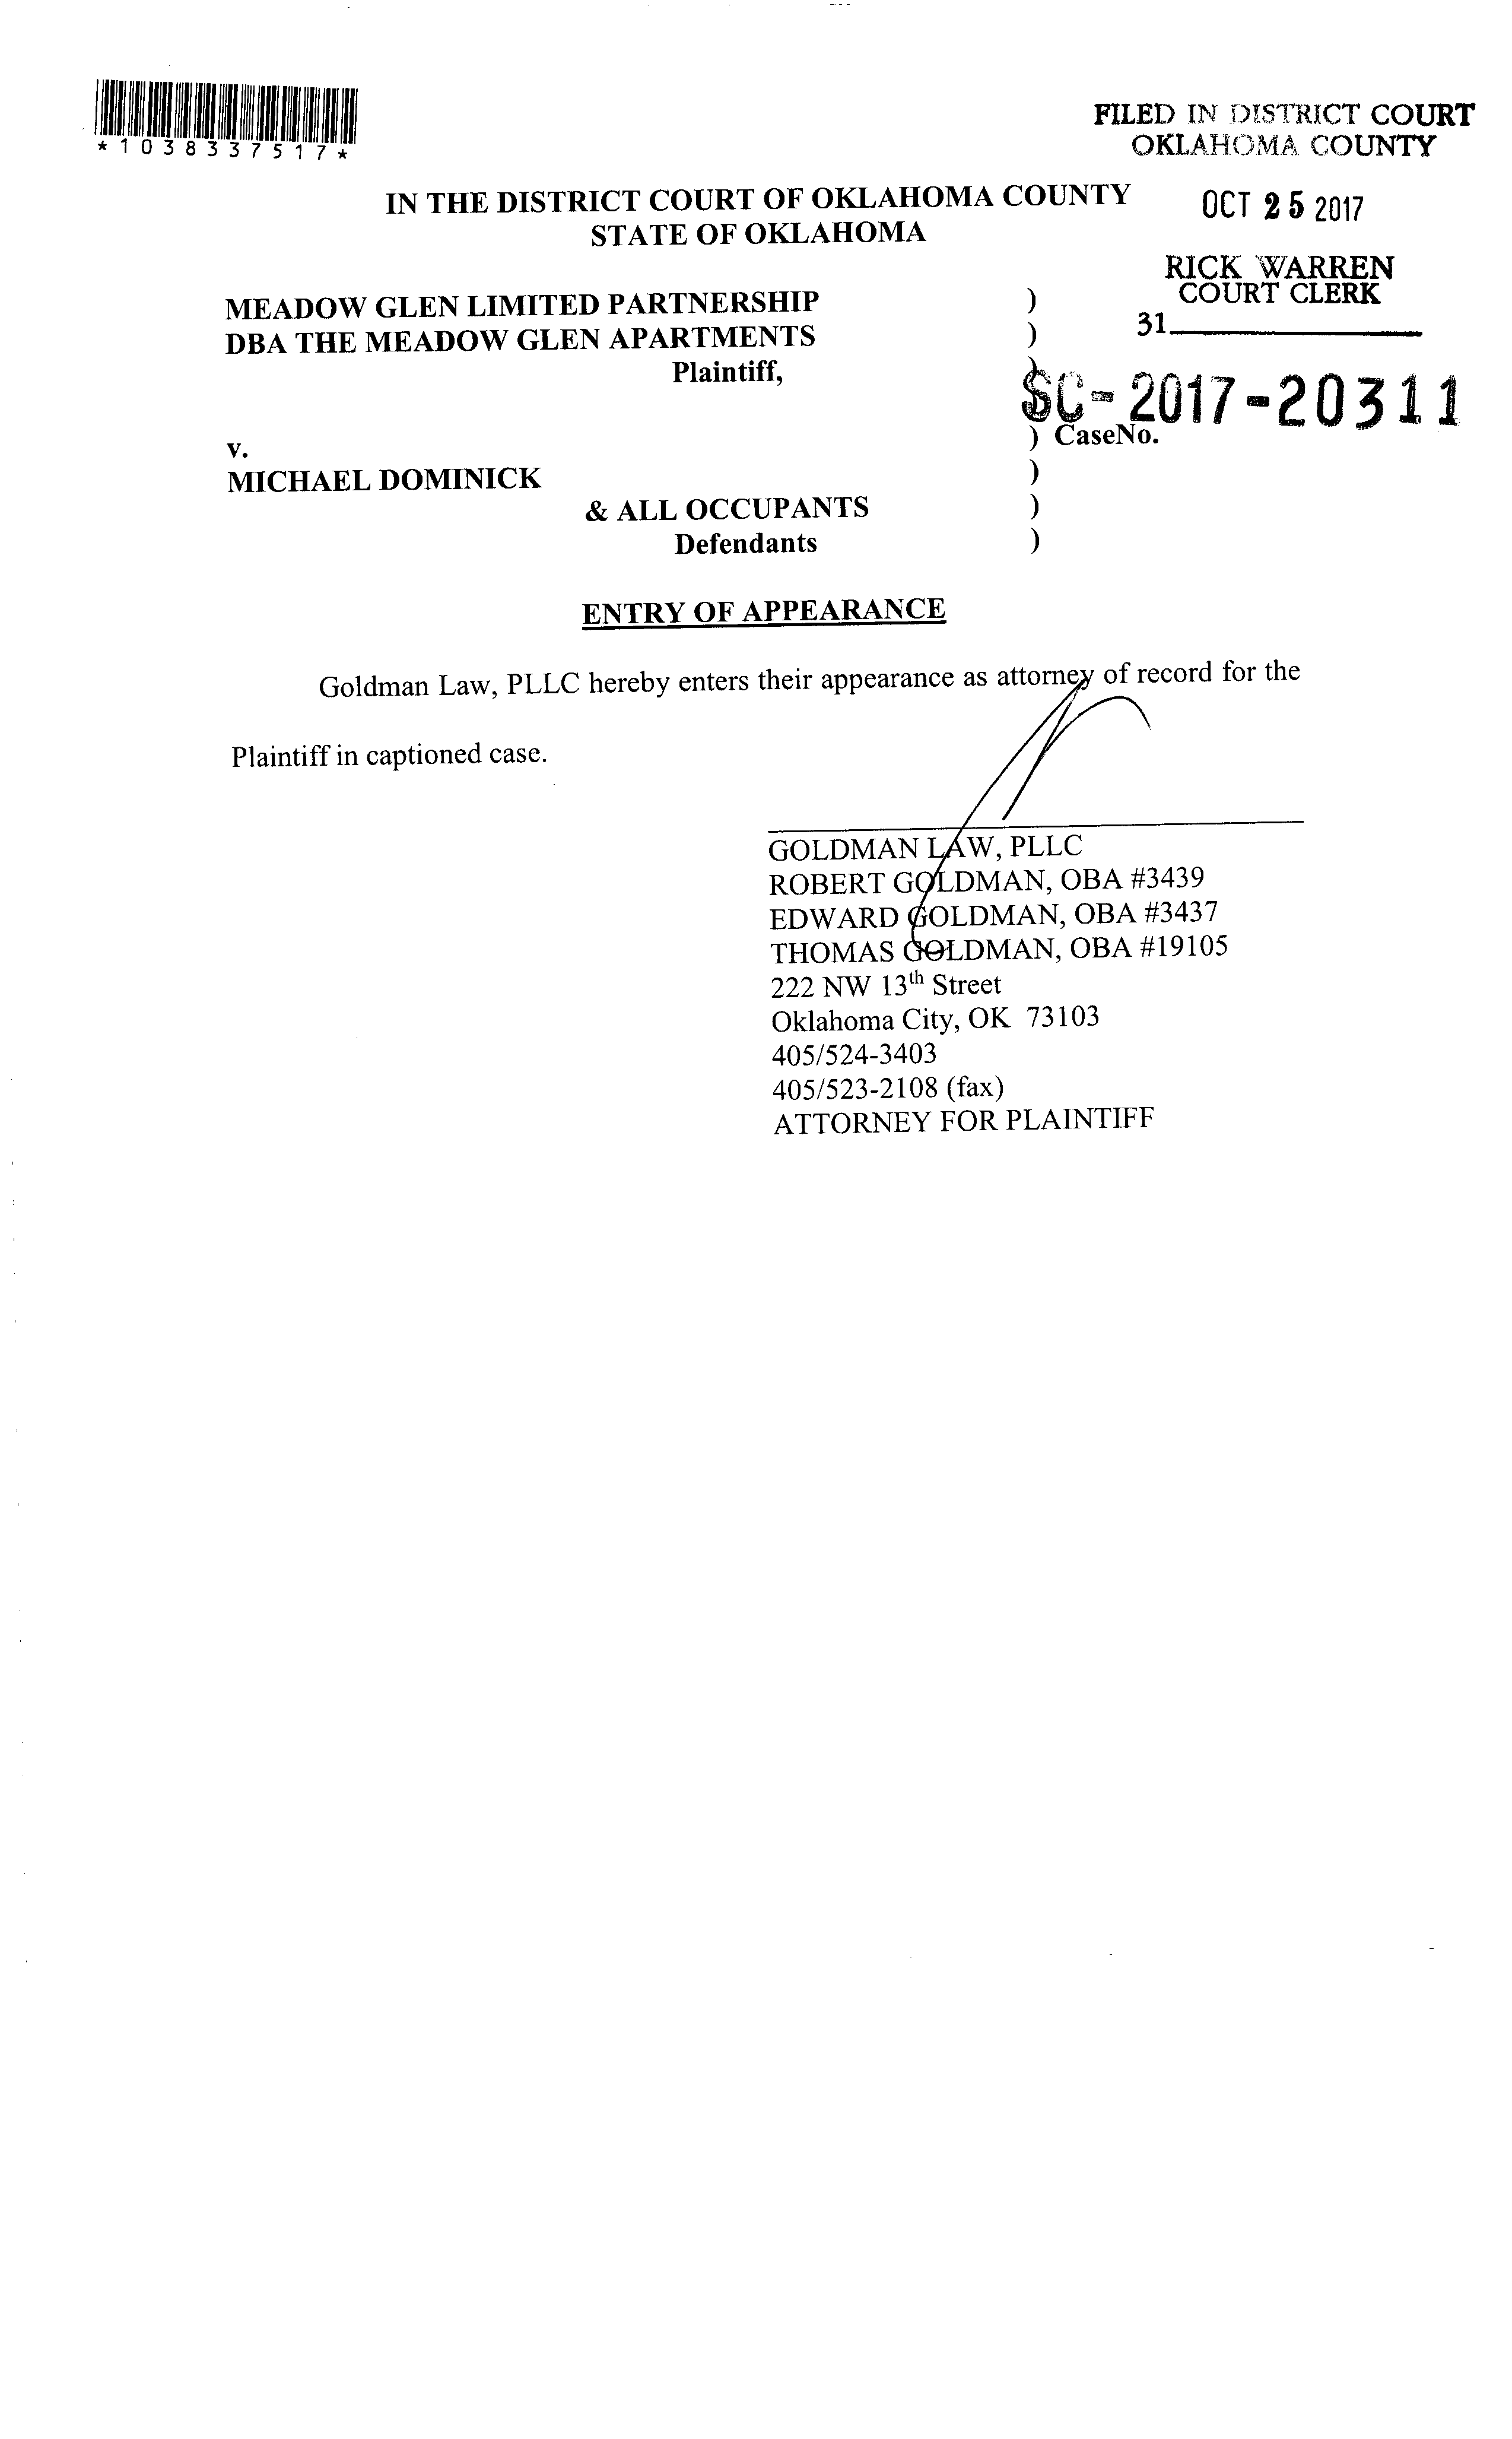 *1038337517*
FILED IN DISTRICT COURT
OKLAHOMA COUNTY
IN THE DISTRICT COURT OF OKLAHOMA COUNTY
STATE OF OKLAHOMA
OCT 25 2017
RICK WARREN
COURT CLERK
31
MEADOW GLEN LIMITED PARTNERSHIP )
DBA THE MEADOW GLEN APARTMENTS )
Plaintiff, )
SC-2017-20311
) CaseNo.
v.
MICHAEL DOMINICK )
& ALL OCCUPANTS )
Defendants )
ENTRY OF APPEARANCE
Goldman Law, PLLC hereby enters their appearance as attorney of record for the
Plaintiff in captioned case.
GOLDMAN LAW, PLLC
ROBERT GOLDMAN, OBA #3439
EDWARD GOLDMAN, OBA #3437
THOMAS GOLDMAN, OBA #19105
222 NW 13th Street
Oklahoma City, OK 73103
405/524-3403
405/523-2108 (fax)
ATTORNEY FOR PLAINTIFF